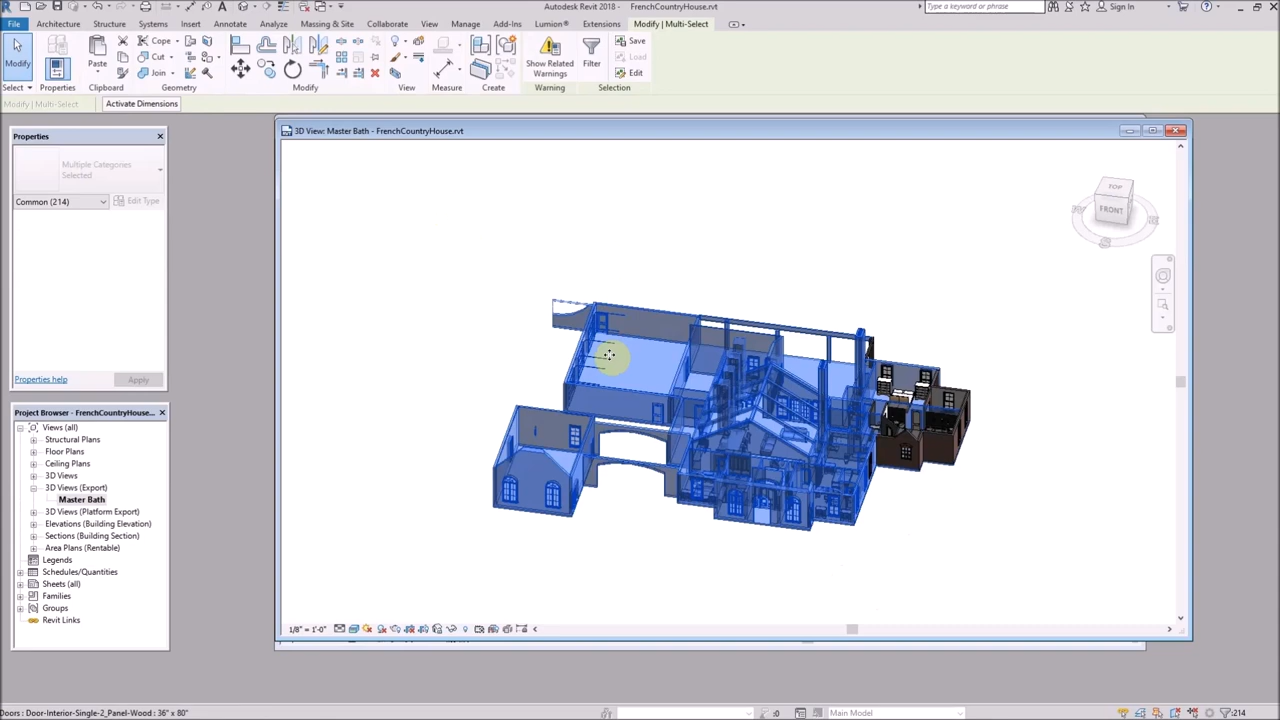 Autodesk Revit 2018 - FrenchCountryHouse.rvt
Type a keyword or phrase
Sign In
File Architecture Structure Systems Insert Annotate Analyze Massing & Site Collaborate View Manage Add-Ins Lumion® Extensions Modify | Multi-Select
Modify
Paste
Cope
Cut
Join
Show Related
Warnings
Filter
Save
Load
Edit
Select Properties Clipboard Geometry Modify View Measure Create Warning Selection
Modify | Multi-Select
Activate Dimensions
Properties
Multiple Categories
Selected
Common (214)
Edit Type
Properties help
Apply
Project Browser - FrenchCountryHouse...
Views (all)
Structural Plans
Floor Plans
Ceiling Plans
3D Views
3D Views (Export)
Master Bath
3D Views (Platform Export)
Elevations (Building Elevation)
Sections (Building Section)
Area Plans (Rentable)
Legends
Schedules/Quantities
Sheets (all)
Families
Groups
Revit Links
3D View: Master Bath - FrenchCountryHouse.rvt
TOP
FRONT
1/8" = 1'-0"
Doors : Door-Interior-Single-2_Panel-Wood : 36" x 80"
:0
Main Model
:214